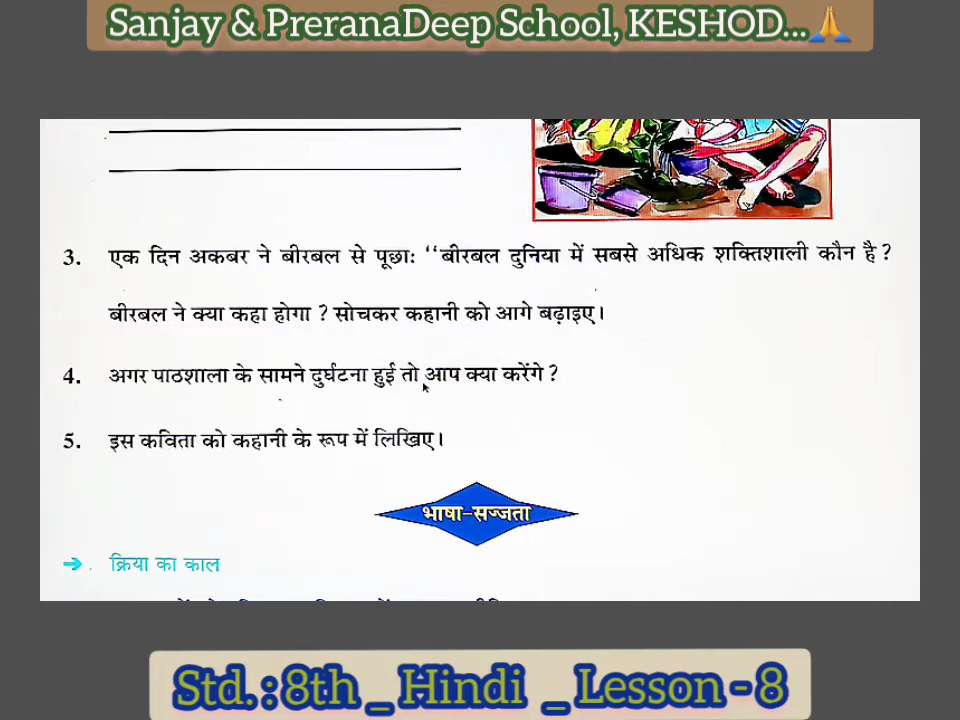 Sanjay & PreranaDeep School, KESHOD...🙏
3. एक दिन अकबर ने बीरबल से पूछाः ‘‘बीरबल दुनिया में सबसे अधिक शक्तिशाली कौन है ?
बीरबल ने क्या कहा होगा ? सोचकर कहानी को आगे बढ़ाइए।
4. अगर पाठशाला के सामने दुर्घटना हुई तो आप क्या करेंगे ?
5. इस कविता को कहानी के रूप में लिखिए।
भाषा-सज्जता
➔ क्रिया का काल
Std. : 8th _ Hindi _ Lesson - 8